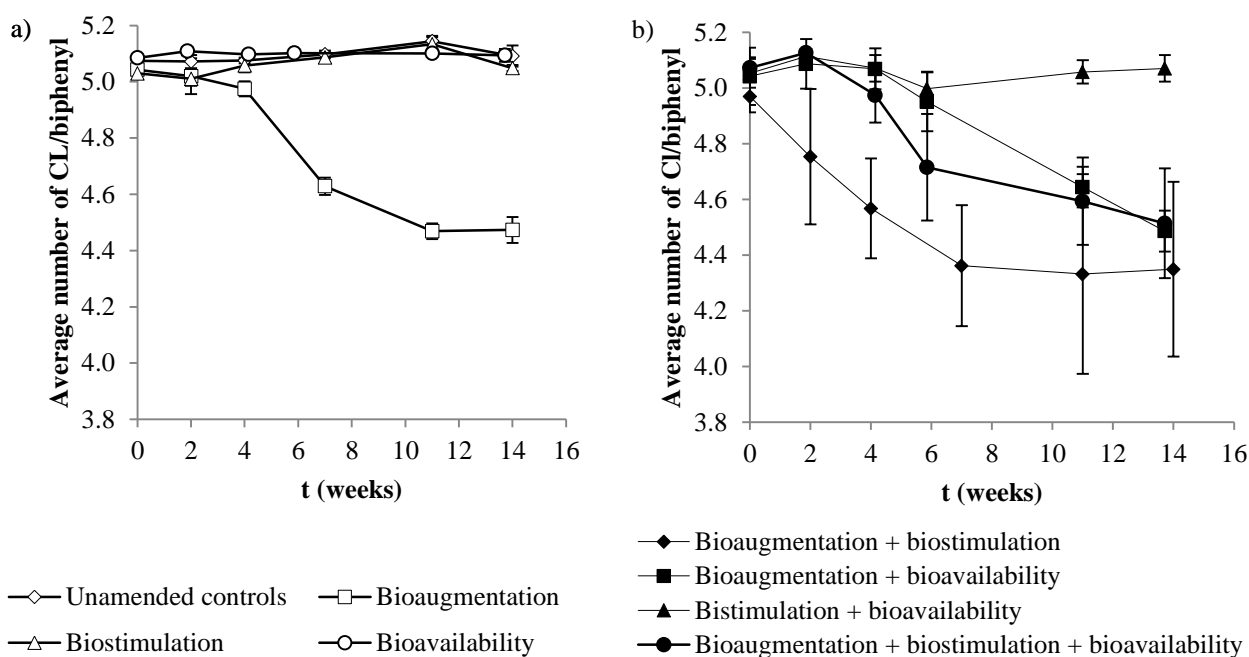 a)
Average number of CL/biphenyl
5.2
5.0
4.8
4.6
4.4
4.2
4.0
3.8
0 2 4 6 8 10 12 14 16
t (weeks)
Unamended controls
Bioaugmentation
Biostimulation
Bioavailability
b)
Average number of Cl/biphenyl
5.2
5.0
4.8
4.6
4.4
4.2
4.0
3.8
0 2 4 6 8 10 12 14 16
t (weeks)
Bioaugmentation + biostimulation
Bioaugmentation + bioavailability
Bistimulation + bioavailability
Bioaugmentation + biostimulation + bioavailability